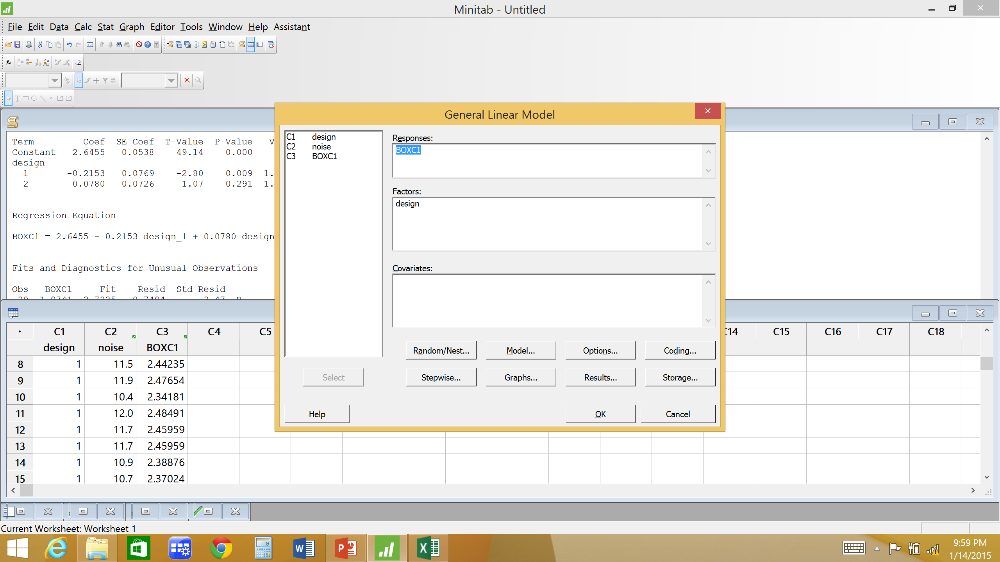 Minitab - Untitled
File Edit Data Calc Stat Graph Editor Tools Window Help Assistant
Term Coef SE Coef T-Value P-Value V
Constant 2.6455 0.0538 49.14 0.000
design
1 -0.2153 0.0769 -2.80 0.009 1.
2 0.0780 0.0726 1.07 0.291 1.
Regression Equation
BOXC1 = 2.6455 - 0.2153 design_1 + 0.0780 design
Fits and Diagnostics for Unusual Observations
Obs BOXC1 Fit Resid Std Resid
General Linear Model
C1 design
C2 noise
C3 BOXC1
Responses:
BOXC1
Factors:
design
Covariates:
Random/Nest... Model... Options... Coding...
Select Stepwise... Graphs... Results... Storage...
Help OK Cancel
C1 C2 C3 C4 C5 C14 C15 C16 C17 C18
design noise BOXC1
8 1 11.5 2.44235
9 1 11.9 2.47654
10 1 10.4 2.34181
11 1 12.0 2.48491
12 1 11.7 2.45959
13 1 11.7 2.45959
14 1 10.9 2.38876
15 1 10.7 2.37024
Current Worksheet: Worksheet 1
9:59 PM
1/14/2015